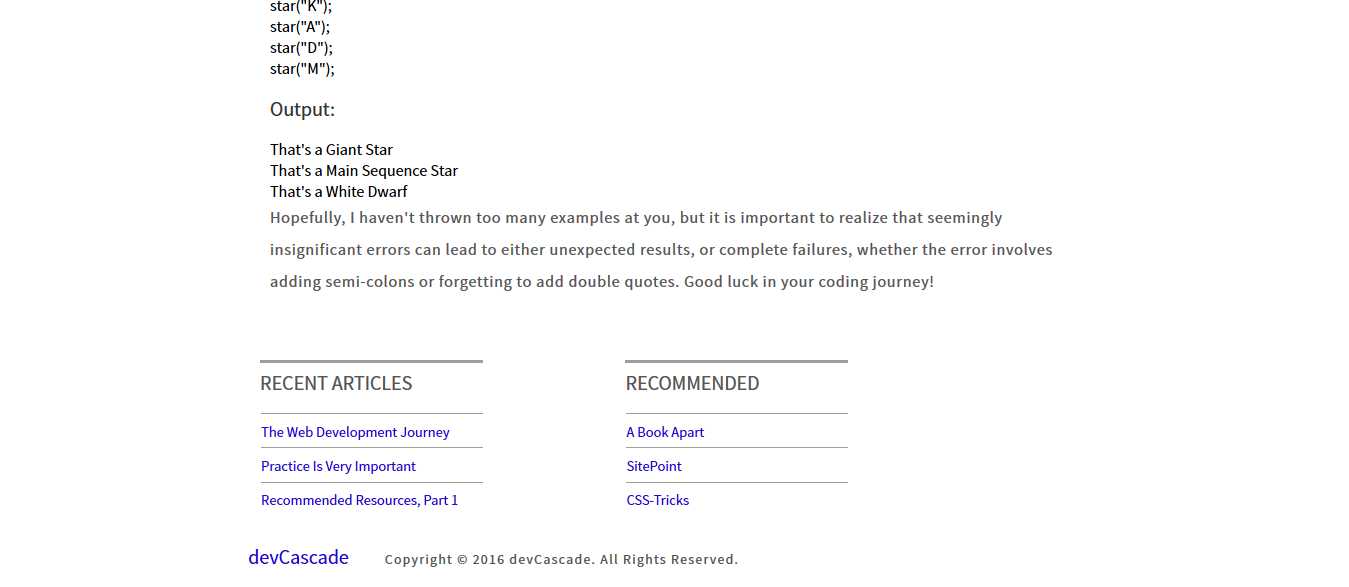 star("K");
star("A");
star("D");
star("M");
Output:
That's a Giant Star
That's a Main Sequence Star
That's a White Dwarf
Hopefully, I haven't thrown too many examples at you, but it is important to realize that seemingly
insignificant errors can lead to either unexpected results, or complete failures, whether the error involves
adding semi-colons or forgetting to add double quotes. Good luck in your coding journey!
RECENT ARTICLES
The Web Development Journey
Practice Is Very Important
Recommended Resources, Part 1
RECOMMENDED
A Book Apart
SitePoint
CSS-Tricks
devCascade
Copyright © 2016 devCascade. All Rights Reserved.